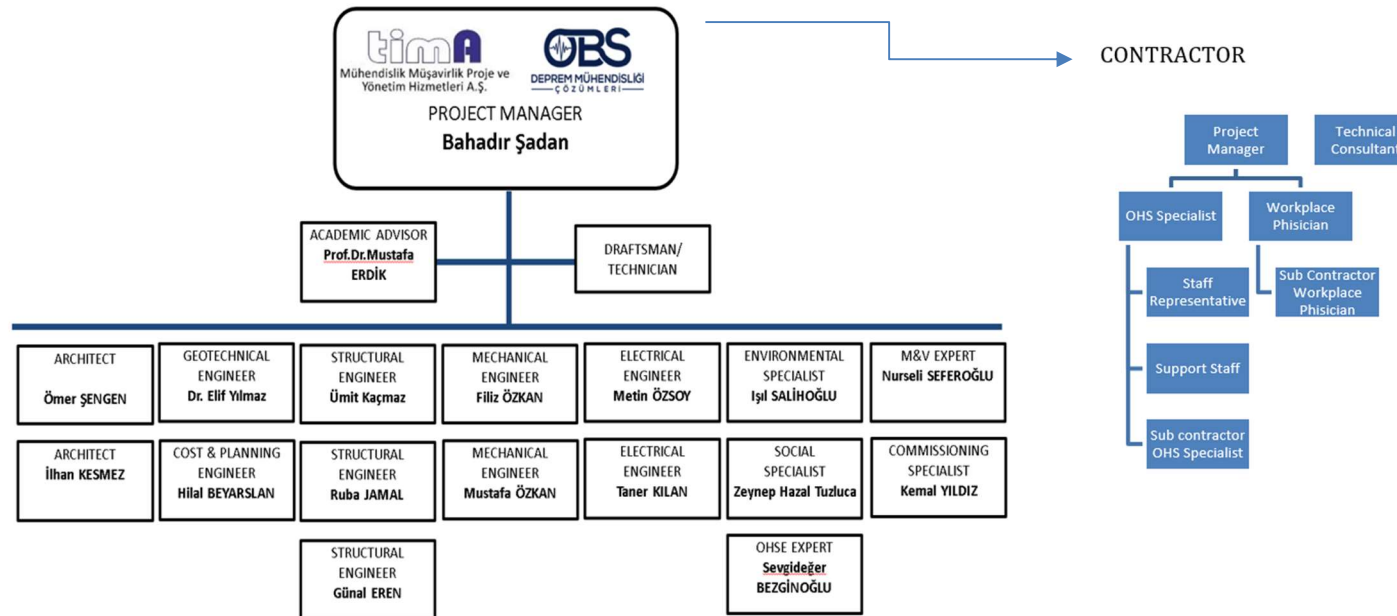 timA
Mühendislik Müşavirlik Proje ve
Yönetim Hizmetleri A.Ş.
OBS
DEPREM MÜHENDİSLİĞİ
ÇÖZÜMLERİ
PROJECT MANAGER
Bahadır Şadan
ACADEMIC ADVISOR
Prof.Dr.Mustafa
ERDİK
DRAFTSMAN/
TECHNICIAN
ARCHITECT
Ömer ŞENGEN
GEOTECHNICAL
ENGINEER
Dr. Elif Yılmaz
STRUCTURAL
ENGINEER
Ümit Kaçmaz
MECHANICAL
ENGINEER
Filiz ÖZKAN
ELECTRICAL
ENGINEER
Metin ÖZSOY
ENVIRONMENTAL
SPECIALIST
Işıl SALİHOĞLU
M&V EXPERT
Nurseli SEFEROĞLU
ARCHITECT
İlhan KESMEZ
COST & PLANNING
ENGINEER
Hilal BEYARSLAN
STRUCTURAL
ENGINEER
Ruba JAMAL
MECHANICAL
ENGINEER
Mustafa ÖZKAN
ELECTRICAL
ENGINEER
Taner KILAN
SOCIAL
SPECIALIST
Zeynep Hazal Tuzluca
COMMISSIONING
SPECIALIST
Kemal YILDIZ
STRUCTURAL
ENGINEER
Günal EREN
OHSE EXPERT
Sevgideğer
BEZGİNOĞLU
CONTRACTOR
Project
Manager
Technical
Consultant
OHS Specialist
Workplace
Phisician
Staff
Representative
Sub Contractor
Workplace
Phisician
Support Staff
Sub contractor
OHS Specialist